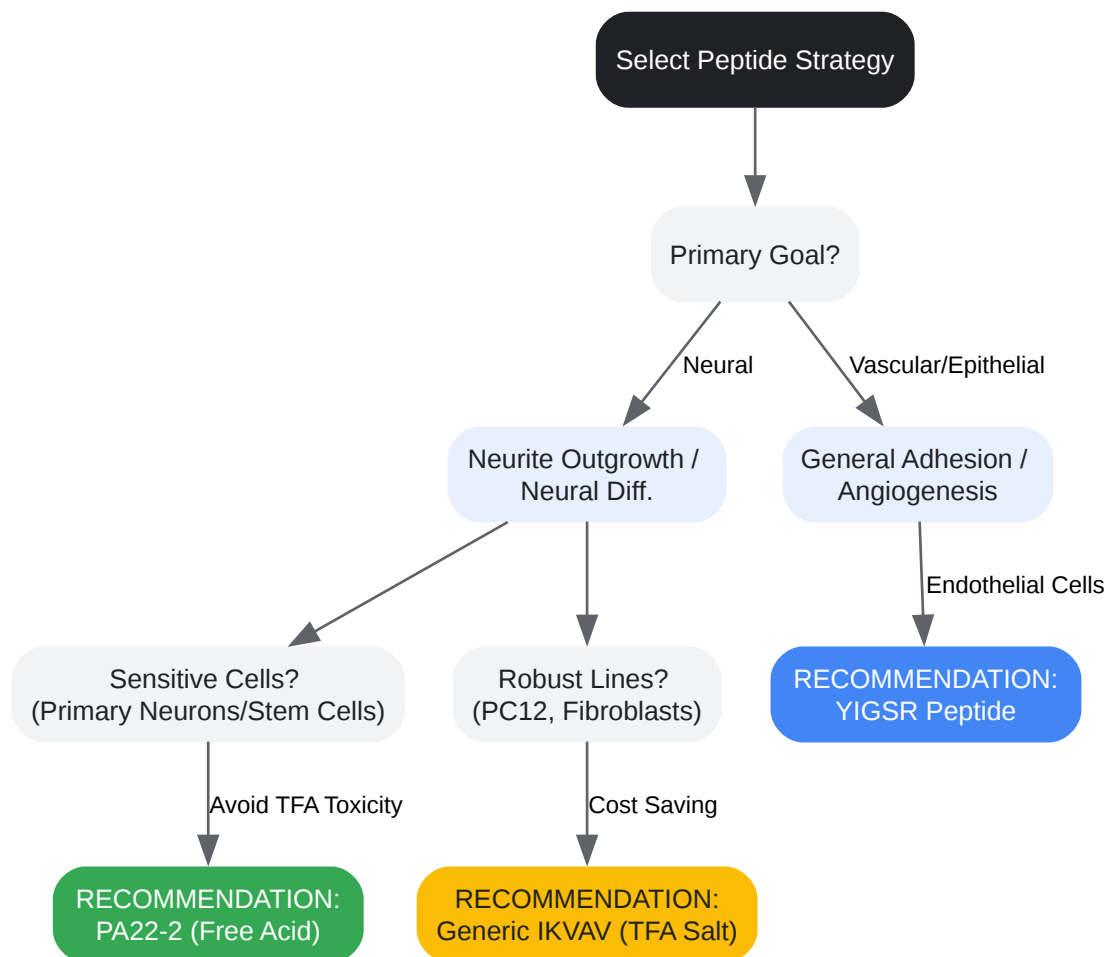 Select Peptide Strategy
Primary Goal?
Neural
Vascular/Epithelial
Neurite Outgrowth /
Neural Diff.
General Adhesion /
Angiogenesis
Endothelial Cells
Sensitive Cells?
(Primary Neurons/Stem Cells)
Robust Lines?
(PC12, Fibroblasts)
RECOMMENDATION:
YIGSR Peptide
Avoid TFA Toxicity
Cost Saving
RECOMMENDATION:
PA22-2 (Free Acid)
RECOMMENDATION:
Generic IKVAV (TFA Salt)